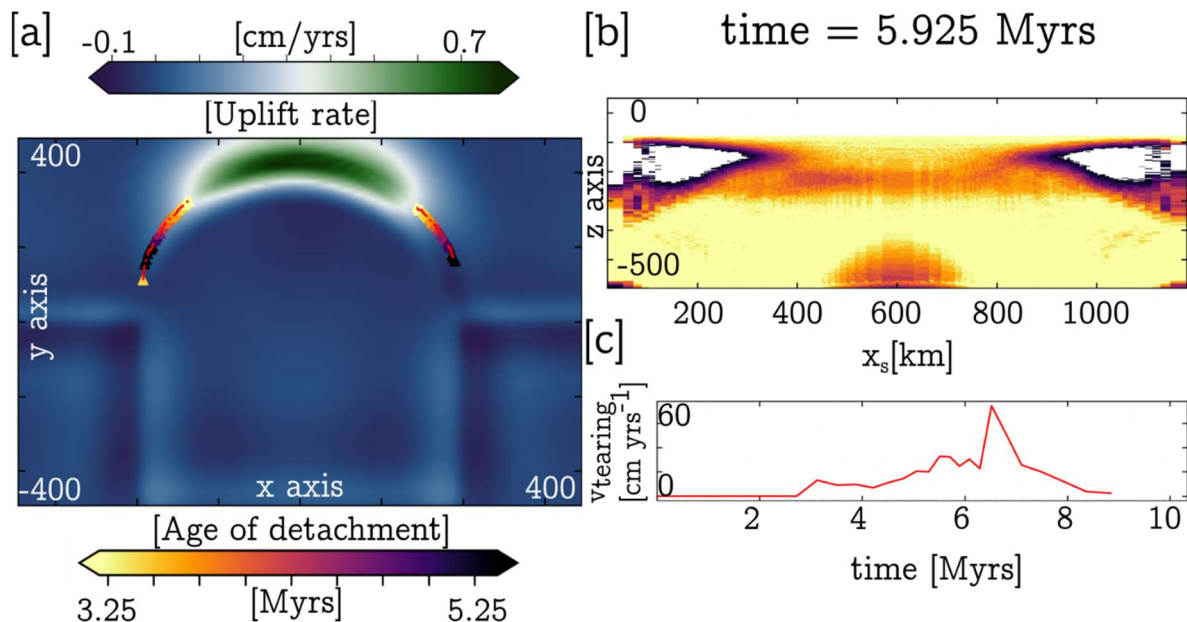 [a]
[cm/yrs]
-0.1
0.7
[Uplift rate]
400
y axis
-400
x axis
400
[Age of detachment]
3.25
[Myrs]
5.25
[b]
time = 5.925 Myrs
0
z axis
-500
200 400 600 800 1000
xₛ[km]
[c]
v_tearing
[cm yrs⁻¹]
60
0
2 4 6 8 10
time [Myrs]